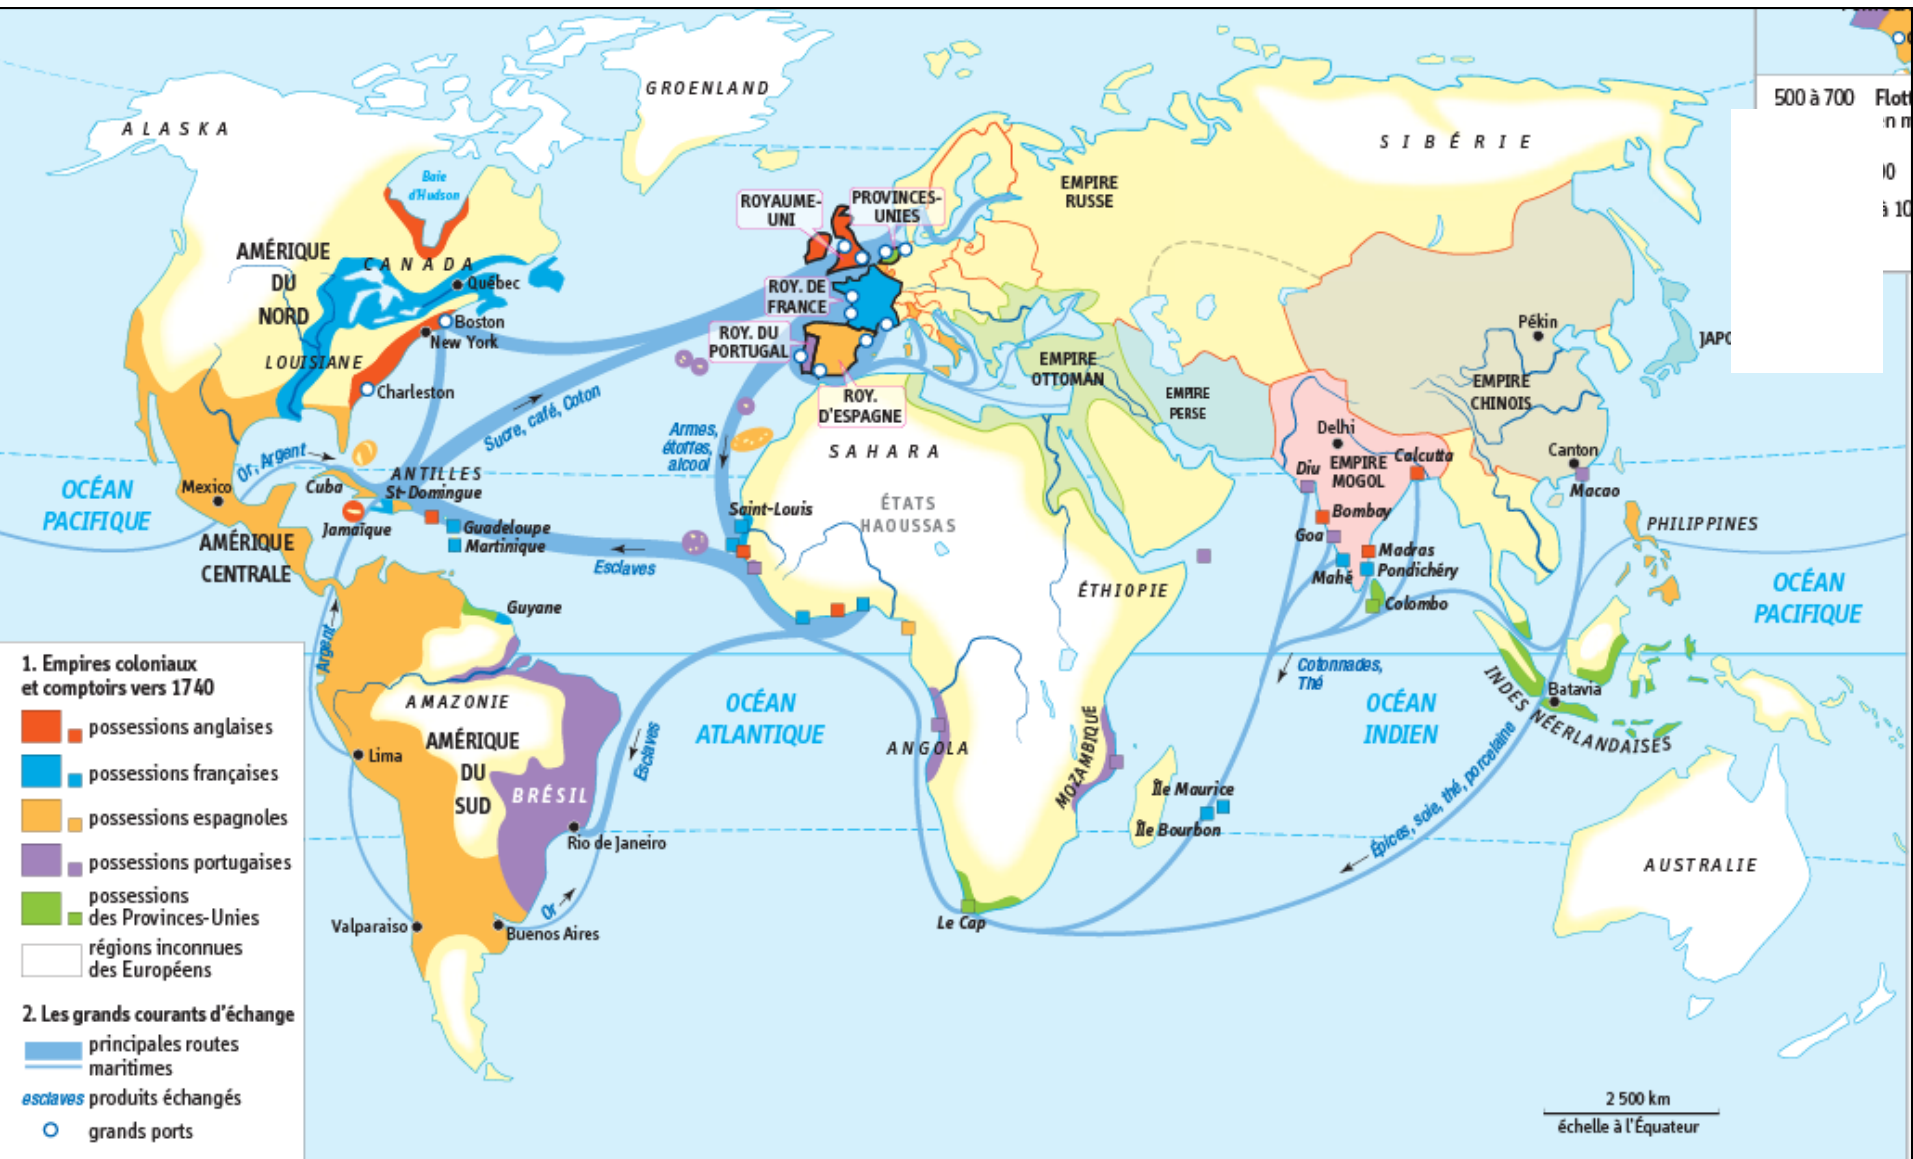 500 à 700
ALASKA
GROENLAND
SIBÉRIE
Baie
d'Hudson
ROYAUME-
UNI
PROVINCES-
UNIES
EMPIRE
RUSSE
AMÉRIQUE
DU
NORD
CANADA
Québec
ROY. DE
FRANCE
Boston
New York
ROY. DU
PORTUGAL
Pékin
LOUISIANE
Charleston
EMPIRE
OTTOMAN
EMPIRE
PERSE
EMPIRE
CHINOIS
ROY.
D'ESPAGNE
Sucre, café, Coton
Armes,
étoffes,
alcool
SAHARA
Delhi
EMPIRE
MOGOL
Calcutta
Diu
Canton
Macao
Or, Argent
ANTILLES
Cuba
St-Domingue
Mexico
OCÉAN
PACIFIQUE
Jamaïque
Guadeloupe
Martinique
Saint-Louis
ÉTATS
HAOUSSAS
Bombay
Goa
Madras
Pondichéry
Mahé
PHILIPPINES
AMÉRIQUE
CENTRALE
Esclaves
ÉTHIOPIE
Colombo
OCÉAN
PACIFIQUE
Guyane
Argent
Cotonnades,
Thé
AMAZONIE
OCÉAN
ATLANTIQUE
OCÉAN
INDIEN
Batavia
INDES NÉERLANDAISES
AMÉRIQUE
DU
SUD
Lima
Esclaves
ANGOLA
MOZAMBIQUE
BRÉSIL
Île Maurice
Île Bourbon
Épices, soie, thé, porcelaine
Rio de Janeiro
AUSTRALIE
Or
Valparaiso
Buenos Aires
Le Cap
1. Empires coloniaux
et comptoirs vers 1740
possessions anglaises
possessions françaises
possessions espagnoles
possessions portugaises
possessions
des Provinces-Unies
régions inconnues
des Européens
2. Les grands courants d'échange
principales routes
maritimes
esclaves produits échangés
grands ports
2 500 km
échelle à l'Équateur